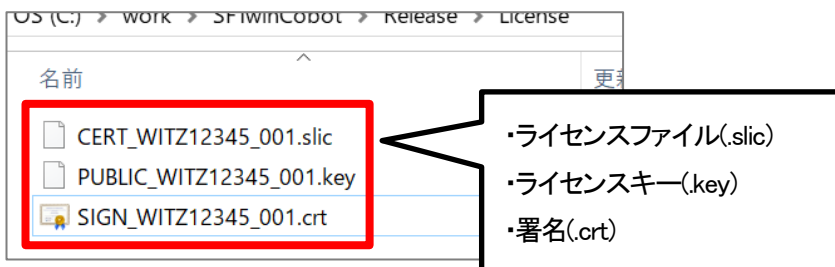 OS (C:) > work > SFTwinCobot > Release > License
名前
更新
CERT_WITZ12345_001.slic
PUBLIC_WITZ12345_001.key
SIGN_WITZ12345_001.crt
・ライセンスファイル(.slic)
・ライセンスキー(.key)
・署名(.crt)